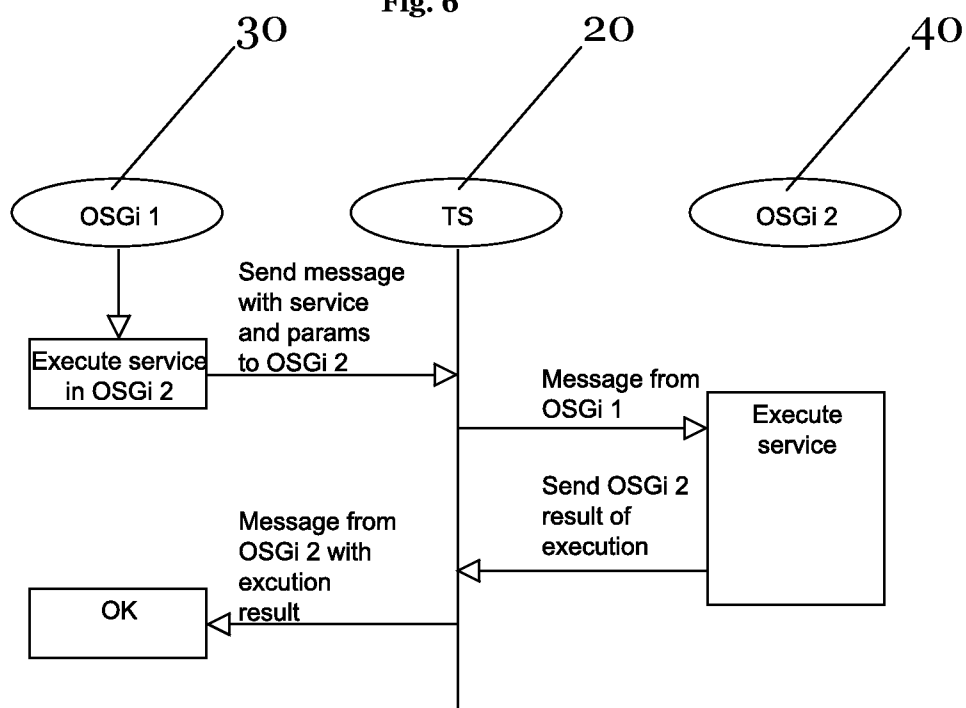 Fig. 6
30
20
40
OSGi 1
TS
OSGi 2
Send message
with service
and params
to OSGi 2
Execute service
in OSGi 2
Message from
OSGi 1
Execute
service
Send OSGi 2
result of
execution
Message from
OSGi 2 with
excution
result
OK